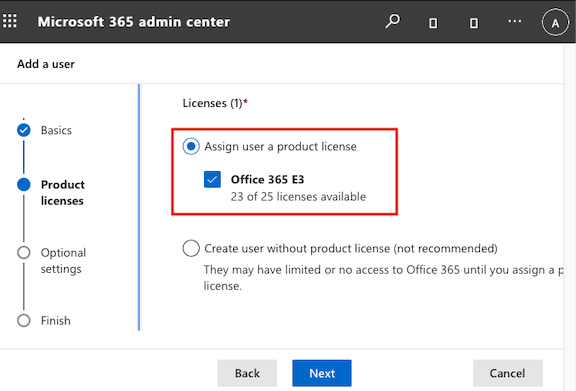 Microsoft 365 admin center
A
Add a user
Basics
Product
licenses
Optional
settings
Finish
Licenses (1)*
Assign user a product license
Office 365 E3
23 of 25 licenses available
Create user without product license (not recommended)
They may have limited or no access to Office 365 until you assign a p
license.
Back
Next
Cancel